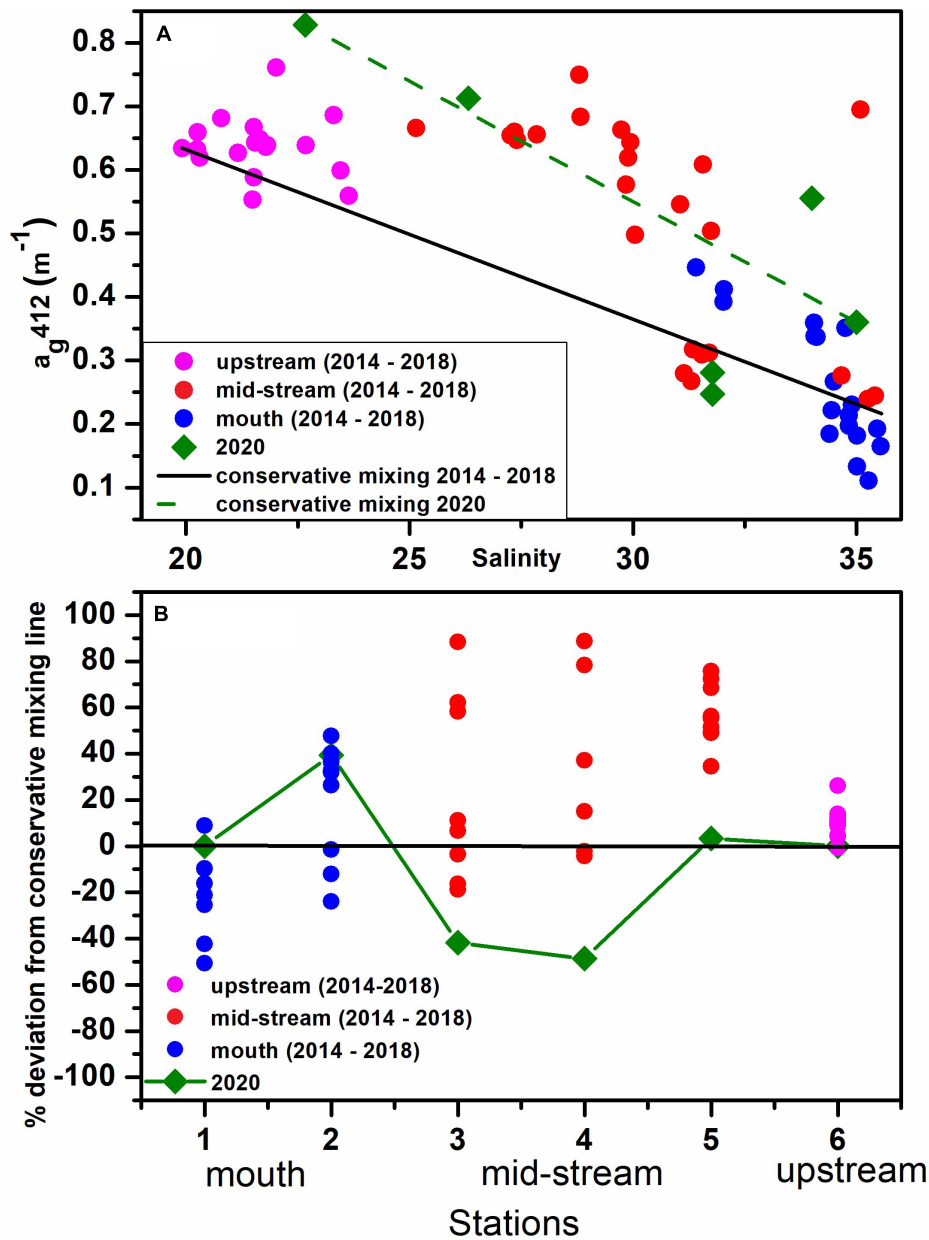 A
0.8
0.7
0.6
0.5
0.4
0.3
0.2
0.1
ag412 (m-1)
upstream (2014 - 2018)
mid-stream (2014 - 2018)
mouth (2014 - 2018)
2020
conservative mixing 2014 - 2018
conservative mixing 2020
20 25 Salinity 30 35
B
100
80
60
40
20
0
-20
-40
-60
-80
-100
% deviation from conservative mixing line
upstream (2014-2018)
mid-stream (2014 - 2018)
mouth (2014 - 2018)
2020
1 2 3 4 5 6
mouth mid-stream upstream
Stations